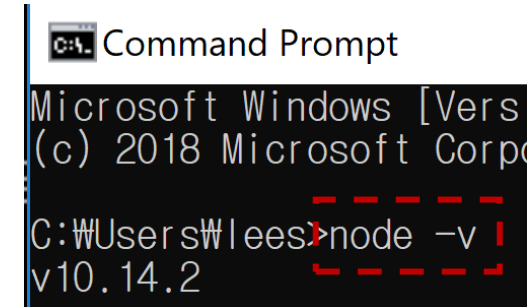 Command Prompt
Microsoft Windows [Vers
(c) 2018 Microsoft Corpo
C:₩Users₩lees>node -v
v10.14.2